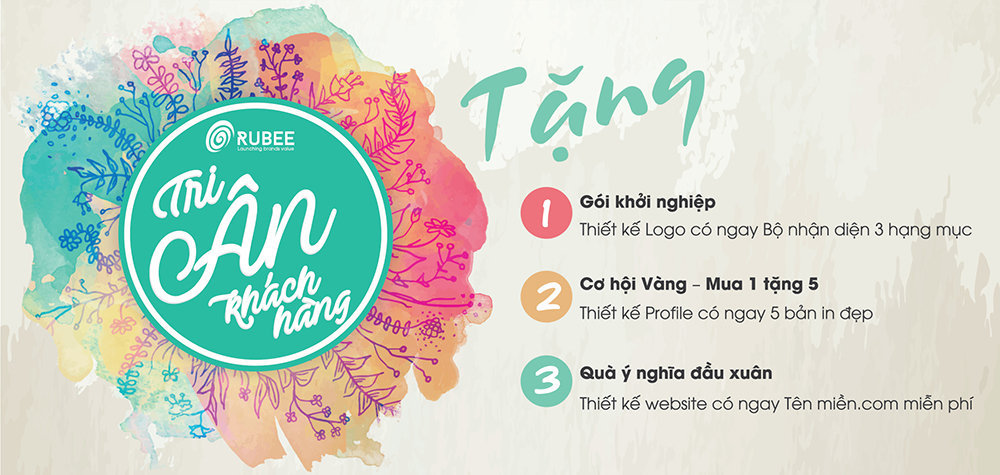 RUBEE
Launching brands value
Tri
Ân
khách
hàng
Tặng
1
Gói khởi nghiệp
Thiết kế Logo có ngay Bộ nhận diện 3 hạng mục
2
Cơ hội Vàng – Mua 1 tặng 5
Thiết kế Profile có ngay 5 bản in đẹp
3
Quà ý nghĩa đầu xuân
Thiết kế website có ngay Tên miền.com miễn phí